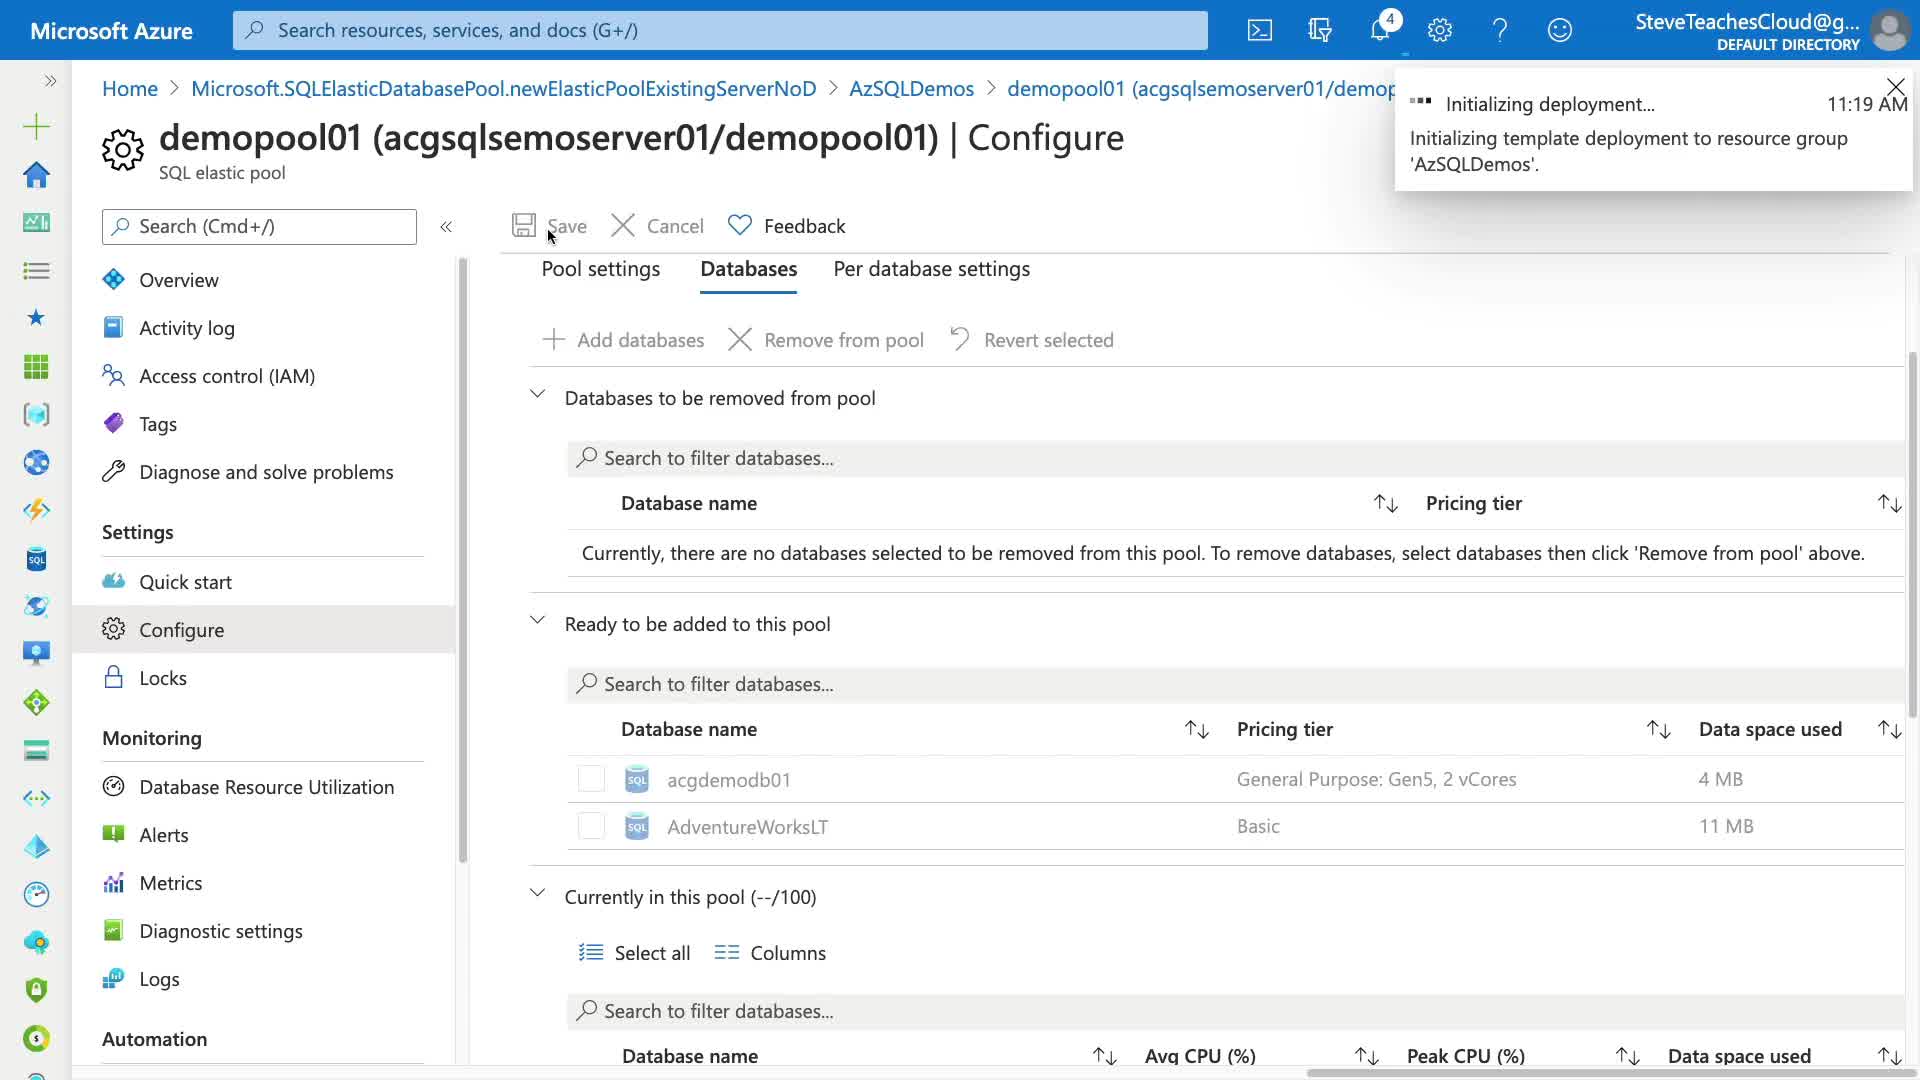 Microsoft Azure
Search resources, services, and docs (G+/)
4
SteveTeachesCloud@g...
DEFAULT DIRECTORY
Home > Microsoft.SQLElasticDatabasePool.newElasticPoolExistingServerNoD > AzSQLDemos > demopool01 (acgsqlsemoserver01/demop
Initializing deployment...
11:19 AM
Initializing template deployment to resource group
'AzSQLDemos'.
demopool01 (acgsqlsemoserver01/demopool01) | Configure
SQL elastic pool
Search (Cmd+/)
Save
Cancel
Feedback
Overview
Activity log
Access control (IAM)
Tags
Diagnose and solve problems
Settings
Quick start
Configure
Locks
Monitoring
Database Resource Utilization
Alerts
Metrics
Diagnostic settings
Logs
Automation
Pool settings
Databases
Per database settings
Add databases
Remove from pool
Revert selected
Databases to be removed from pool
Search to filter databases...
Database name
Pricing tier
Currently, there are no databases selected to be removed from this pool. To remove databases, select databases then click 'Remove from pool' above.
Ready to be added to this pool
Search to filter databases...
Database name
Pricing tier
Data space used
SQL acgdemodb01
General Purpose: Gen5, 2 vCores
4 MB
SQL AdventureWorksLT
Basic
11 MB
Currently in this pool (--/100)
Select all
Columns
Search to filter databases...
Database name
Avg CPU (%)
Peak CPU (%)
Data space used
SQL